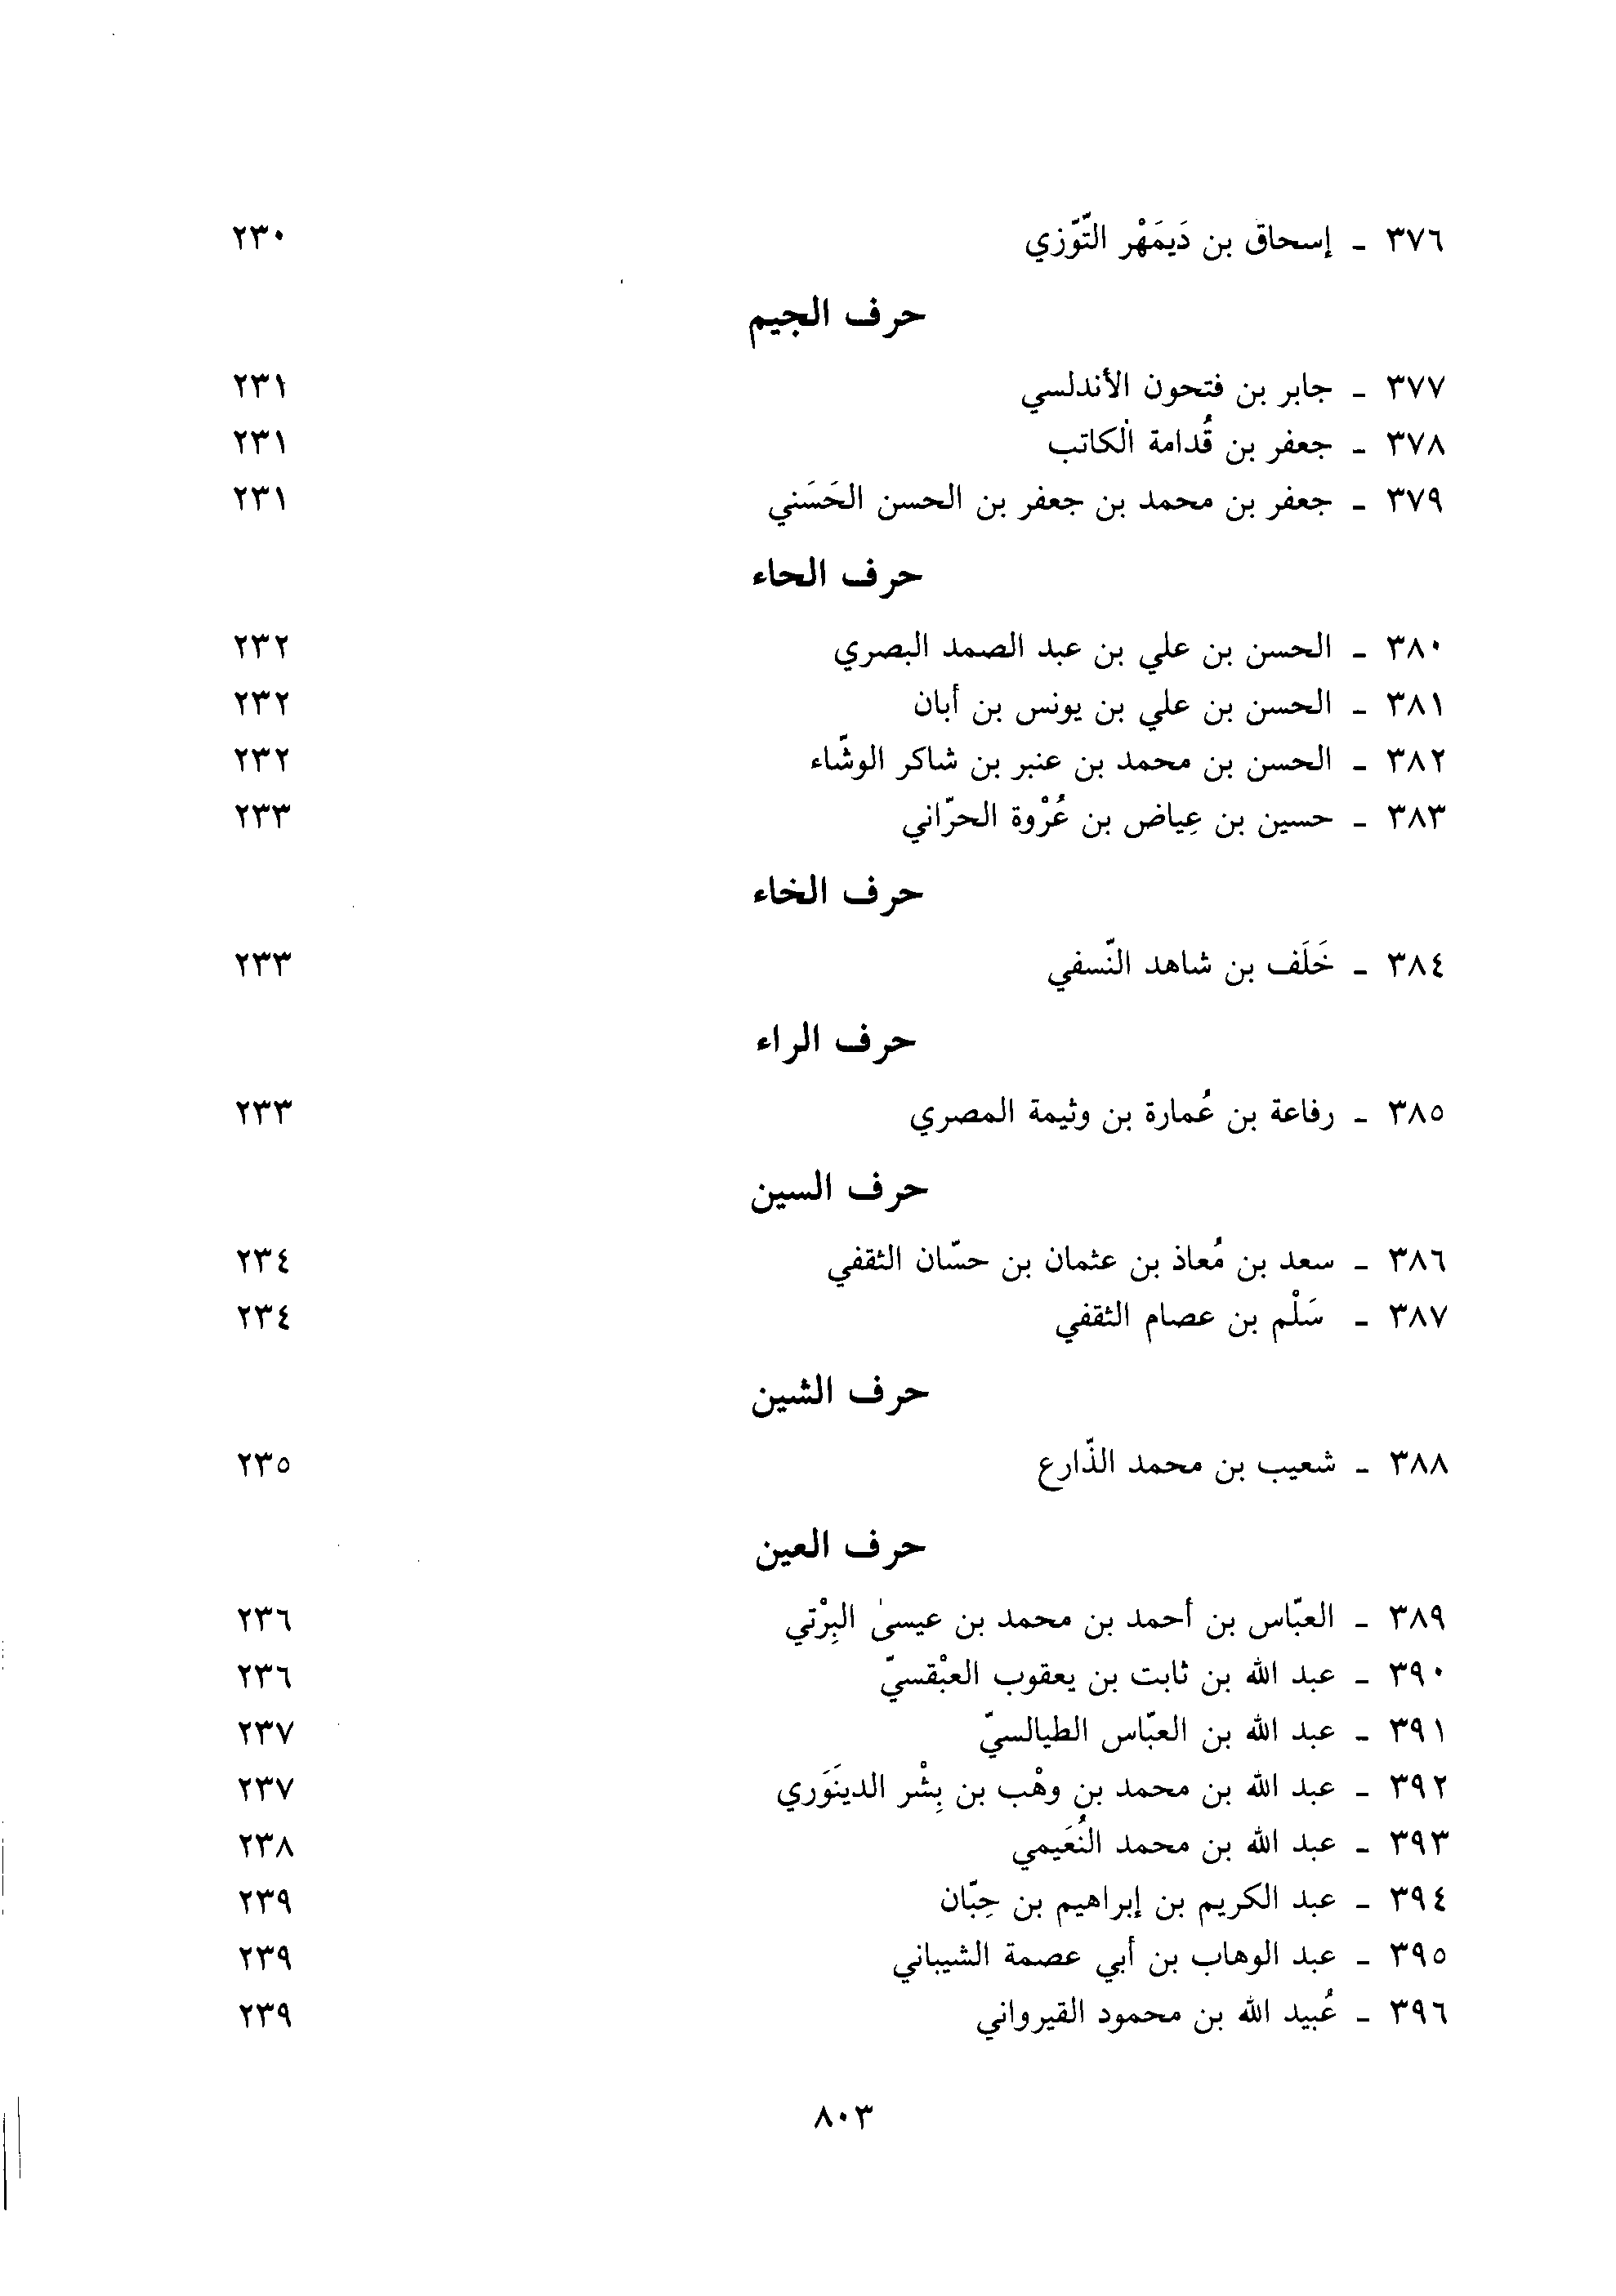 ٣٧٦ ـ إسحاق بن دَيمَهْر التَّوّزي ٢٣٠
حرف الجيم
٣٧٧ ـ جابر بن فتحون الأندلسي ٢٣١
٣٧٨ ـ جعفر بن قُدامة الكاتب ٢٣١
٣٧٩ ـ جعفر بن محمد بن جعفر بن الحسن الحَسَني ٢٣١
حرف الحاء
٣٨٠ ـ الحسن بن علي بن عبد الصمد البصري ٢٣٢
٣٨١ ـ الحسن بن علي بن يونس بن أبان ٢٣٢
٣٨٢ ـ الحسن بن محمد بن عنبر بن شاكر الوشّاء ٢٣٢
٣٨٣ ـ حسين بن عِياض بن عُرْوة الحرّاني ٢٣٣
حرف الخاء
٣٨٤ ـ خَلَف بن شاهد النّسفي ٢٣٣
حرف الراء
٣٨٥ ـ رفاعة بن عُمارة بن وثيمة المصري ٢٣٣
حرف السين
٣٨٦ ـ سعد بن مُعاذ بن عثمان بن حسّان الثقفي ٢٣٤
٣٨٧ ـ سَلْم بن عصام الثقفي ٢٣٤
حرف الشين
٣٨٨ ـ شعيب بن محمد الذّارع ٢٣٥
حرف العين
٣٨٩ ـ العبّاس بن أحمد بن محمد بن عيسىٰ البِرْتي ٢٣٦
٣٩٠ ـ عبد الله بن ثابت بن يعقوب العبْقسيّ ٢٣٦
٣٩١ ـ عبد الله بن العبّاس الطيالسيّ ٢٣٧
٣٩٢ ـ عبد الله بن محمد بن وهْب بن بِشْر الدينَوَري ٢٣٧
٣٩٣ ـ عبد الله بن محمد النُعَيمي ٢٣٨
٣٩٤ ـ عبد الكريم بن إبراهيم بن حِبّان ٢٣٩
٣٩٥ ـ عبد الوهاب بن أبي عصمة الشيباني ٢٣٩
٣٩٦ ـ عُبيد الله بن محمود القيرواني ٢٣٩
٨٠٣